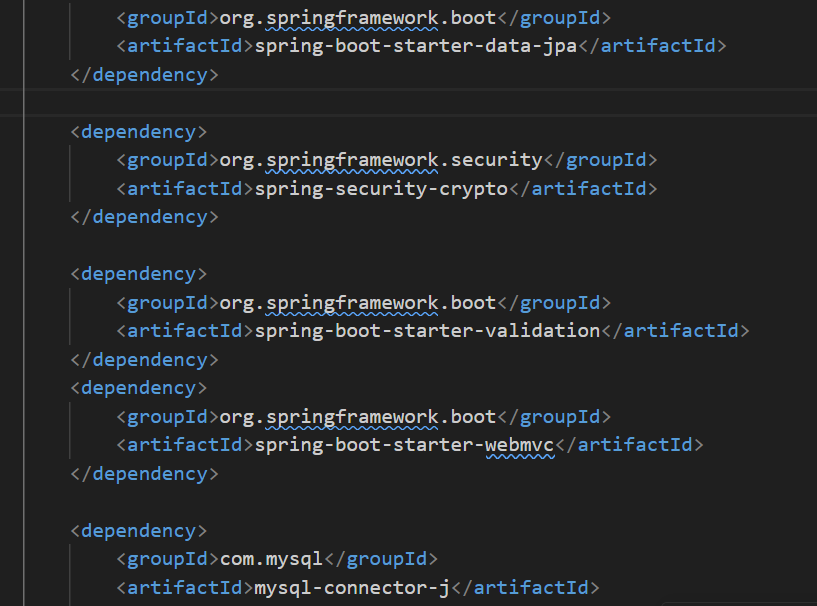 <groupId>org.springframework.boot</groupId>
<artifactId>spring-boot-starter-data-jpa</artifactId>
</dependency>
<dependency>
<groupId>org.springframework.security</groupId>
<artifactId>spring-security-crypto</artifactId>
</dependency>
<dependency>
<groupId>org.springframework.boot</groupId>
<artifactId>spring-boot-starter-validation</artifactId>
</dependency>
<dependency>
<groupId>org.springframework.boot</groupId>
<artifactId>spring-boot-starter-webmvc</artifactId>
</dependency>
<dependency>
<groupId>com.mysql</groupId>
<artifactId>mysql-connector-j</artifactId>